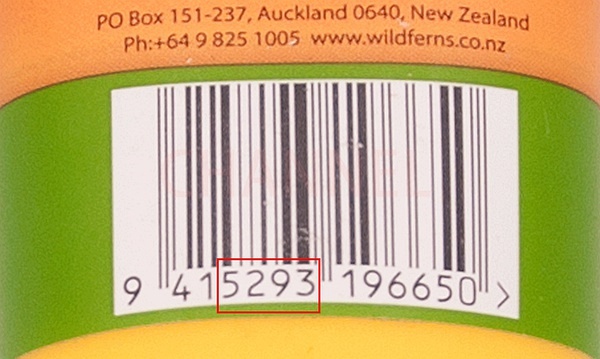 PO Box 151-237, Auckland 0640, New Zealand
Ph:+64 9 825 1005 www.wildferns.co.nz
9 415293 196650 >